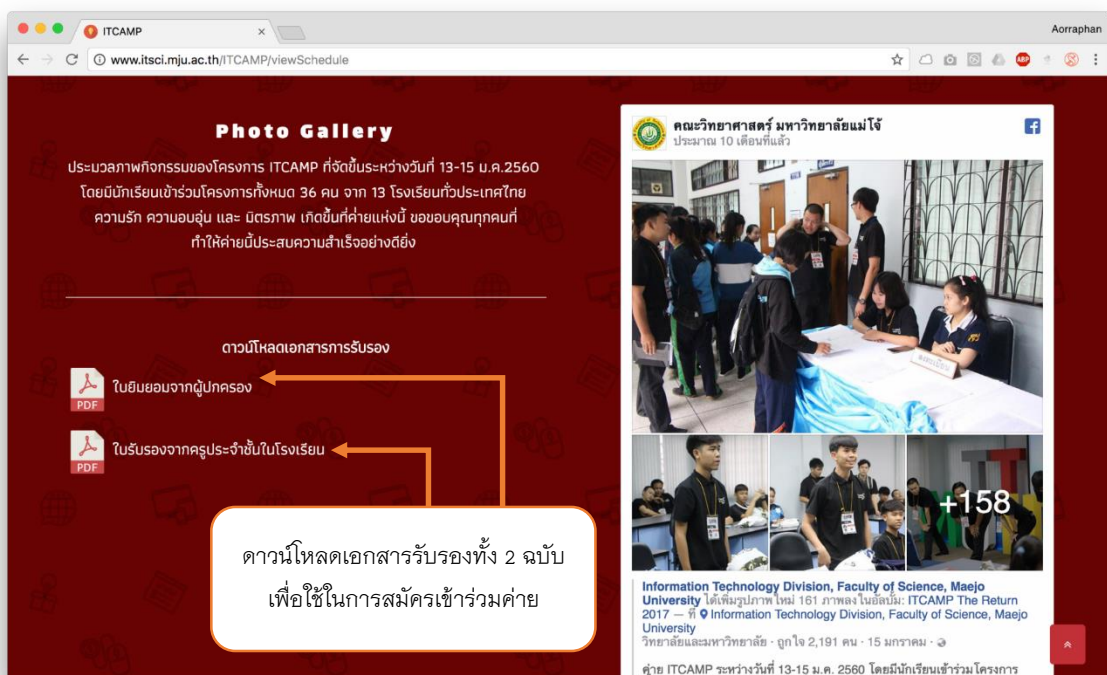 ITCAMP
Aorraphan
www.itsci.mju.ac.th/ITCAMP/viewSchedule
ABP
Photo Gallery
ประมวลภาพกิจกรรมของโครงการ ITCAMP ที่จัดขึ้นระหว่างวันที่ 13-15 ม.ค.2560
โดยมีนักเรียนเข้าร่วมโครงการทั้งหมด 36 คน จาก 13 โรงเรียนทั่วประเทศไทย
ความรัก ความอบอุ่น และ มิตรภาพ เกิดขึ้นที่ค่ายแห่งนี้ ขอขอบคุณทุกคนที่
ทำให้ค่ายนี้ประสบความสำเร็จอย่างดียิ่ง
ดาวน์โหลดเอกสารการรับรอง
PDF
ใบยินยอมจากผู้ปกครอง
PDF
ใบรับรองจากครูประจำชั้นในโรงเรียน
ดาวน์โหลดเอกสารรับรองทั้ง 2 ฉบับ
เพื่อใช้ในการสมัครเข้าร่วมค่าย
คณะวิทยาศาสตร์ มหาวิทยาลัยแม่โจ้
ประมาณ 10 เดือนที่แล้ว
ลงทะเบียน
+158
Information Technology Division, Faculty of Science, Maejo
University ได้เพิ่มรูปภาพใหม่ 161 ภาพลงในอัลบั้ม: ITCAMP The Return
2017 — ที่ Information Technology Division, Faculty of Science, Maejo
University
วิทยาลัยและมหาวิทยาลัย · ถูกใจ 2,191 คน · 15 มกราคม ·
ค่าย ITCAMP ระหว่างวันที่ 13-15 ม.ค. 2560 โดยมีนักเรียนเข้าร่วมโครงการ